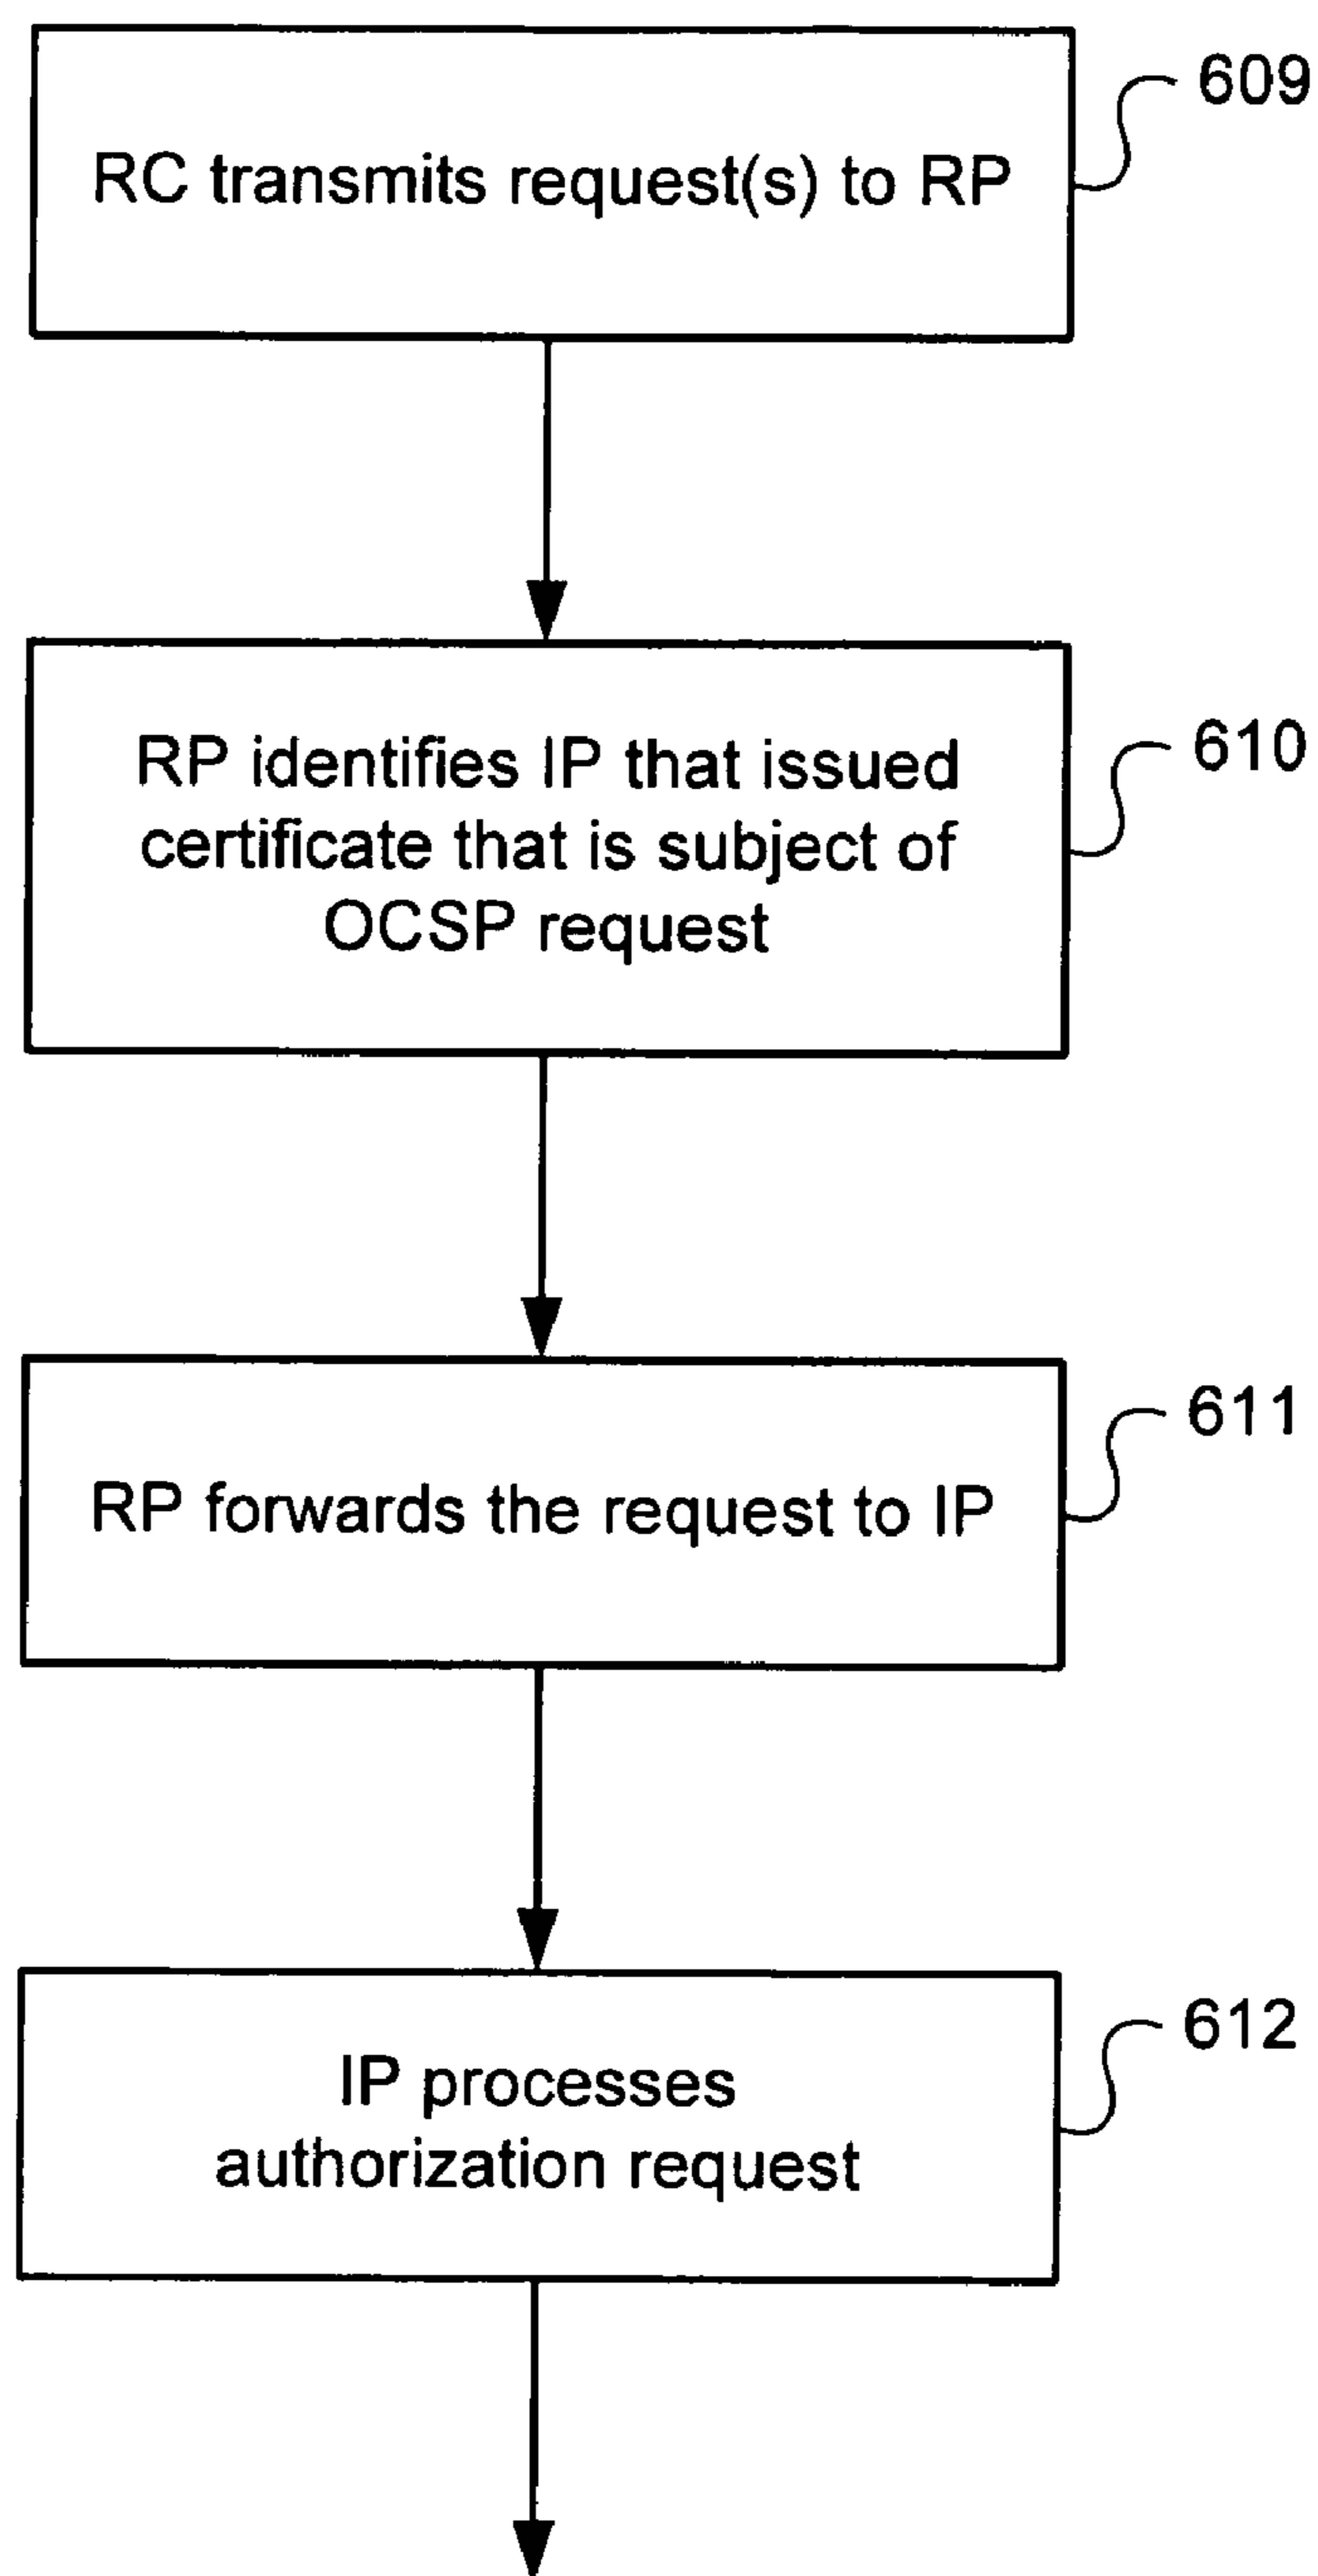 RC transmits request(s) to RP
609
RP identifies IP that issued
certificate that is subject of
OCSP request
610
RP forwards the request to IP
611
IP processes
authorization request
612